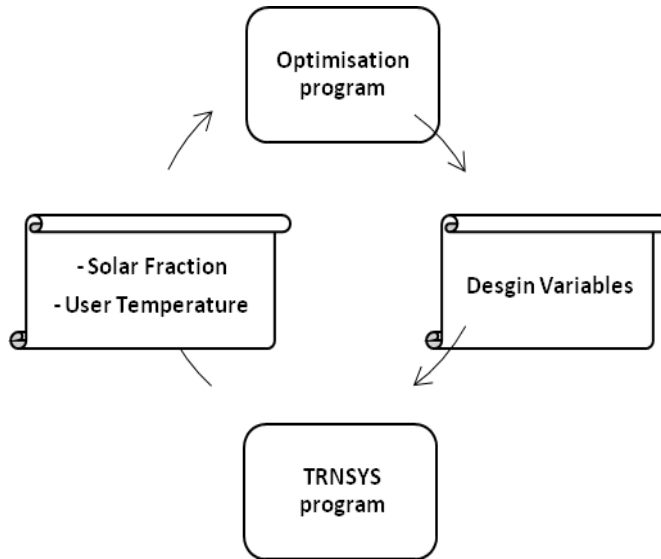 Optimisation
program
- Solar Fraction
- User Temperature
Desgin Variables
TRNSYS
program